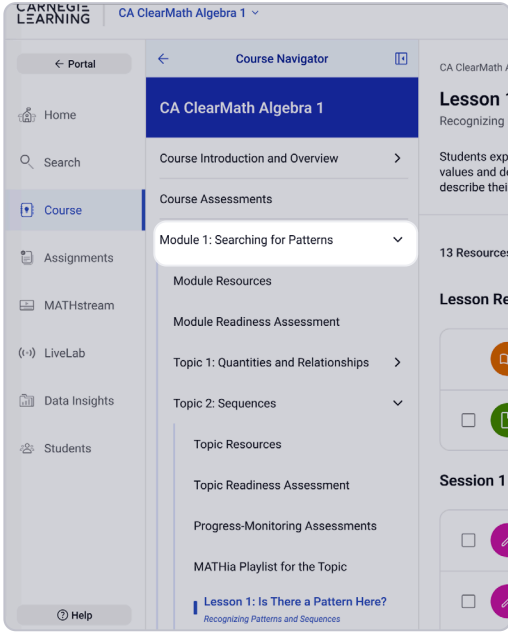 CARNEGIE
LEARNING
CA ClearMath Algebra 1
← Portal
Home
Search
Course
Assignments
MATHstream
LiveLab
Data Insights
Students
Help
Course Navigator
CA ClearMath Algebra 1
Course Introduction and Overview
Course Assessments
Module 1: Searching for Patterns
Module Resources
Module Readiness Assessment
Topic 1: Quantities and Relationships
Topic 2: Sequences
Topic Resources
Topic Readiness Assessment
Progress-Monitoring Assessments
MATHia Playlist for the Topic
Lesson 1: Is There a Pattern Here?
Recognizing Patterns and Sequences
CA ClearMath
Lesson 1
Recognizing
Students exp
values and de
describe thei
13 Resources
Lesson Re
Session 1